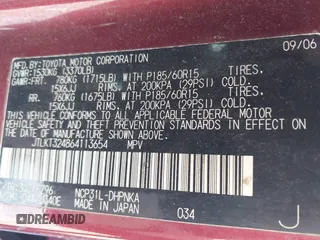 MFD. BY: TOYOTA MOTOR CORPORATION 09/06
GVWR: 1530KG (3370LB)
GAWR: FRT. 780KG (1715LB) WITH P185/60R15 TIRES,
15X6JJ RIMS, AT 200KPA (29PSI) COLD.
RR. 760KG (1675LB) WITH P185/60R15 TIRES,
15X6JJ RIMS, AT 200KPA (29PSI) COLD.
THIS VEHICLE CONFORMS TO ALL APPLICABLE
FEDERAL MOTOR VEHICLE SAFETY, BUMPER, AND
THEFT PREVENTION STANDARDS IN EFFECT ON THE
DATE OF MANUFACTURE SHOWN ABOVE.
JTLKT324864113654 MPV
NCP31L-DHPNKA
MADE IN JAPAN 034 J